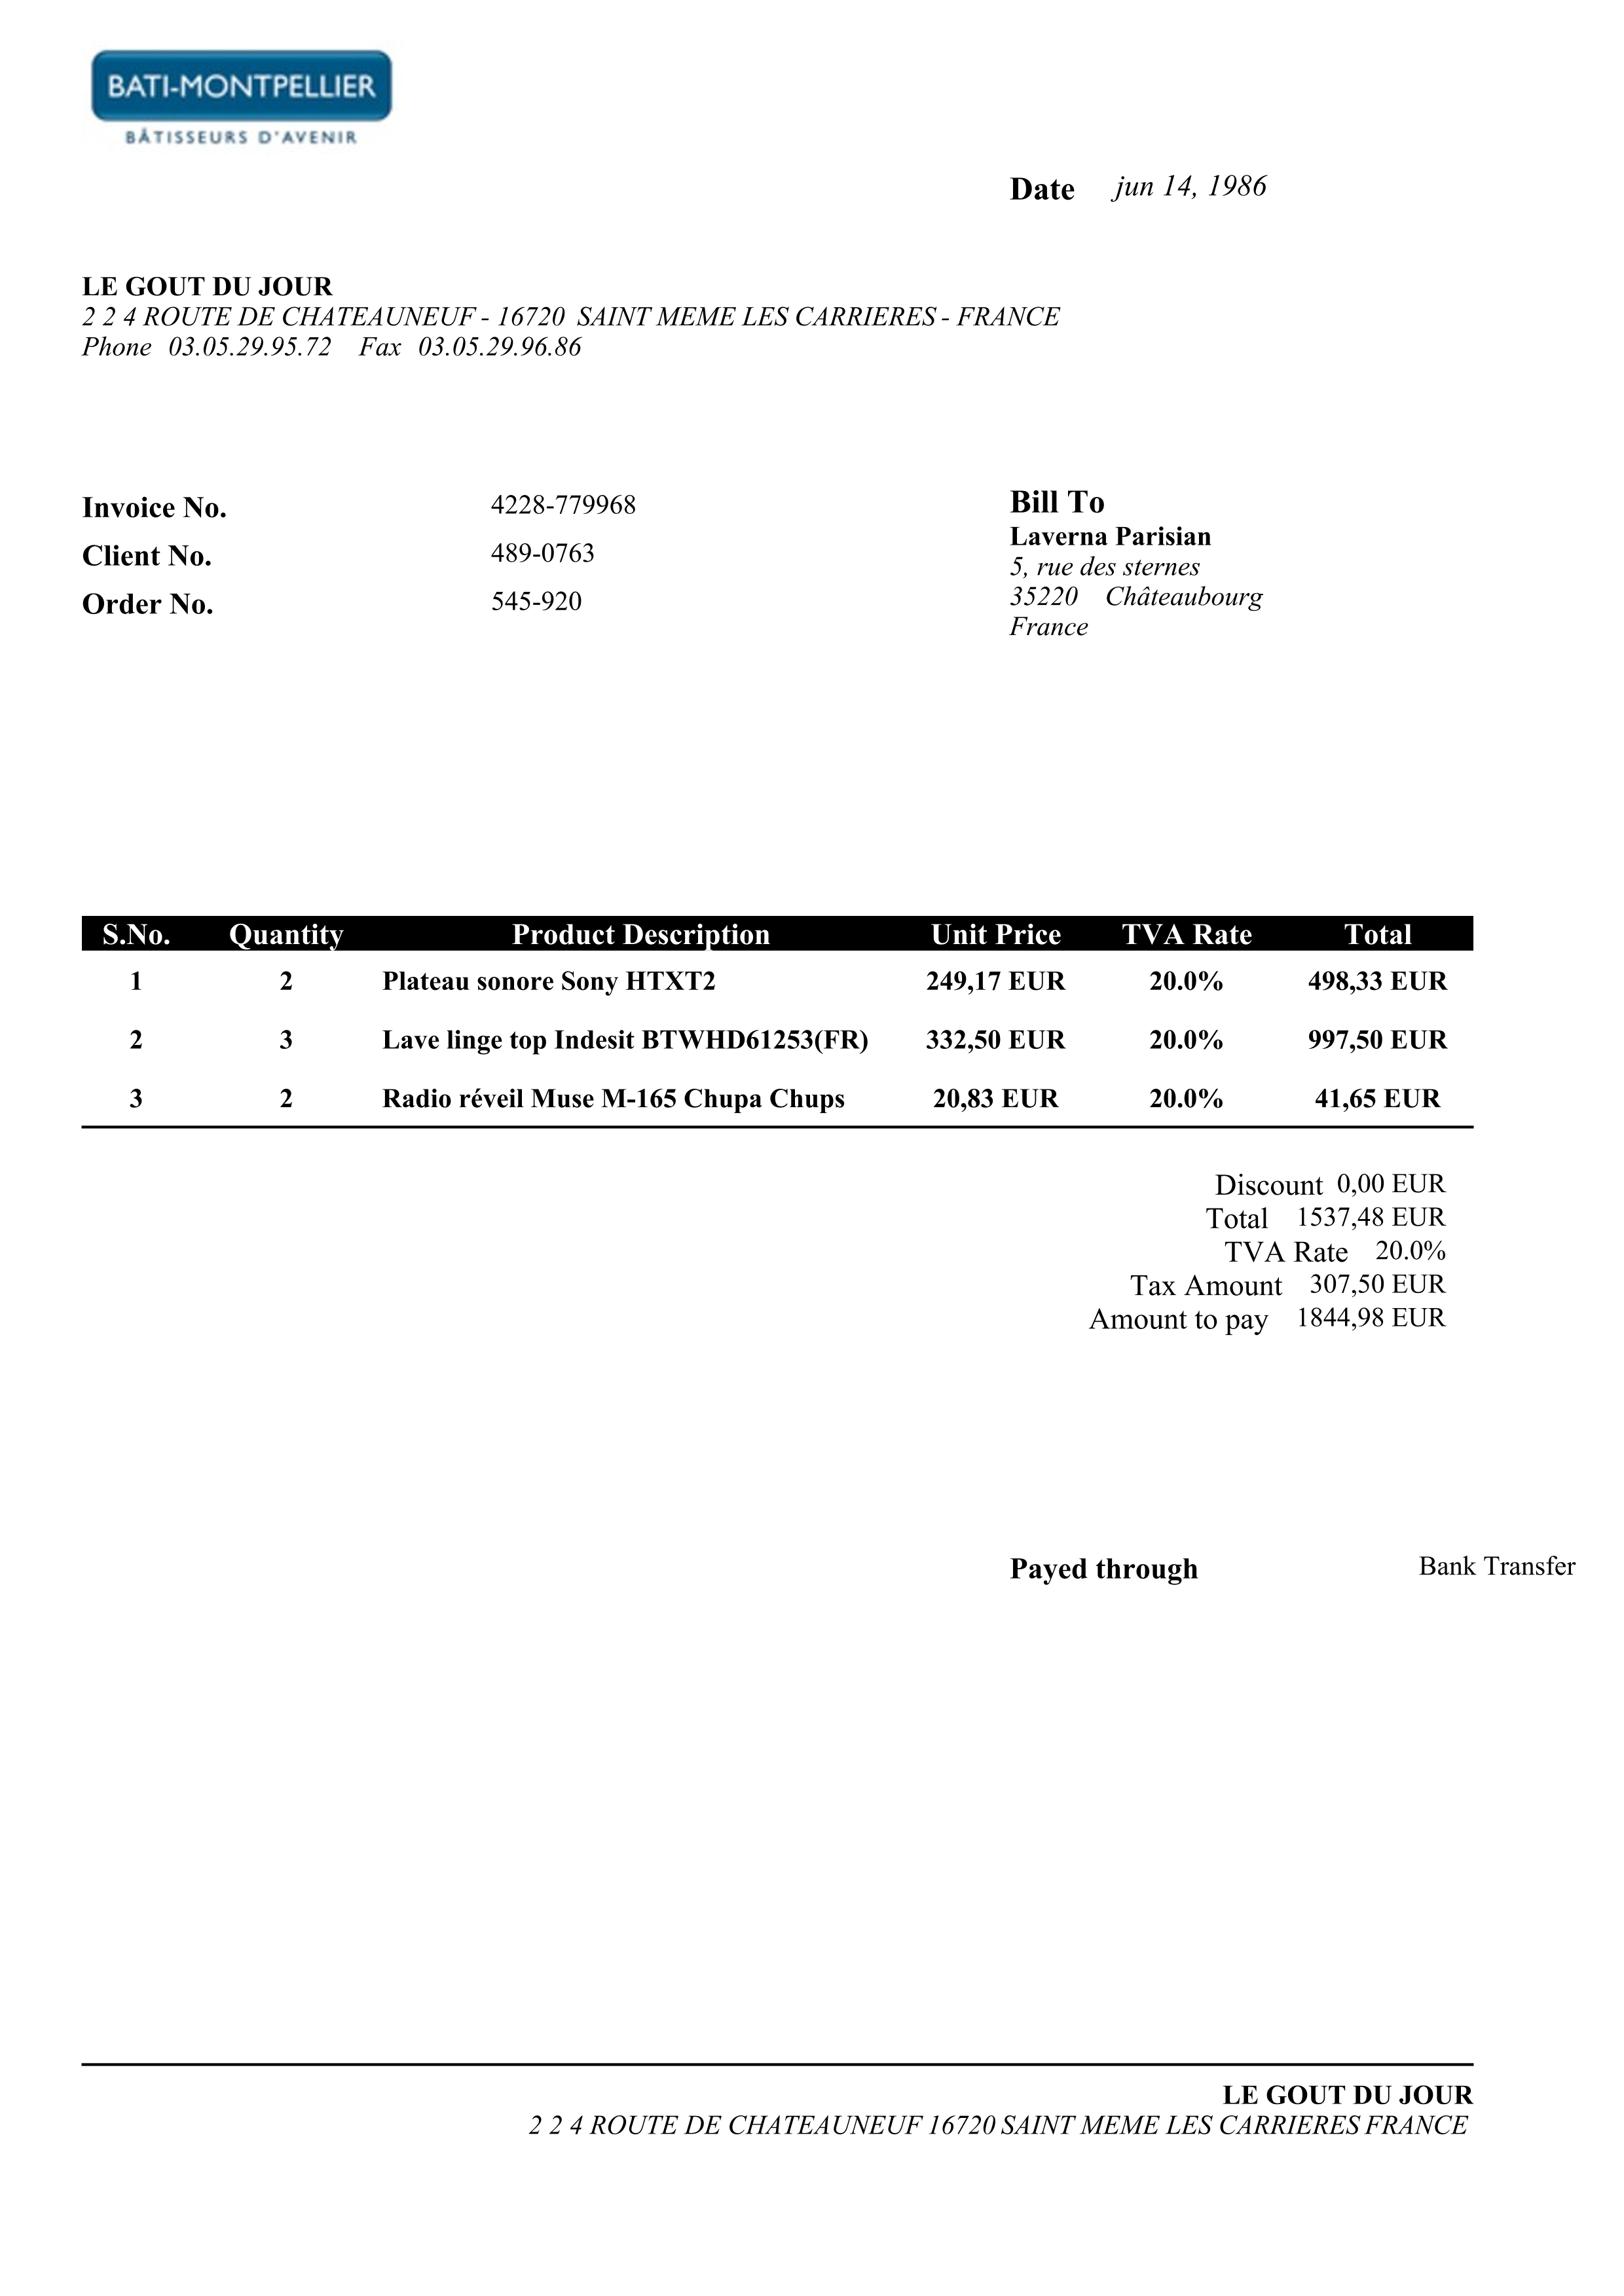 BATI-MONTPELLIER
BÂTISSEURS D'AVENIR
Date jun 14, 1986
LE GOUT DU JOUR
2 2 4 ROUTE DE CHATEAUNEUF - 16720 SAINT MEME LES CARRIERES - FRANCE
Phone 03.05.29.95.72 Fax 03.05.29.96.86
Invoice No. 4228-779968
Client No. 489-0763
Order No. 545-920
Bill To
Laverna Parisian
5, rue des sternes
35220 Châteaubourg
France
S.No. Quantity Product Description Unit Price TVA Rate Total
1 2 Plateau sonore Sony HTXT2 249,17 EUR 20.0% 498,33 EUR
2 3 Lave linge top Indesit BTWHD61253(FR) 332,50 EUR 20.0% 997,50 EUR
3 2 Radio réveil Muse M-165 Chupa Chups 20,83 EUR 20.0% 41,65 EUR
Discount 0,00 EUR
Total 1537,48 EUR
TVA Rate 20.0%
Tax Amount 307,50 EUR
Amount to pay 1844,98 EUR
Payed through Bank Transfer
LE GOUT DU JOUR
2 2 4 ROUTE DE CHATEAUNEUF 16720 SAINT MEME LES CARRIERES FRANCE